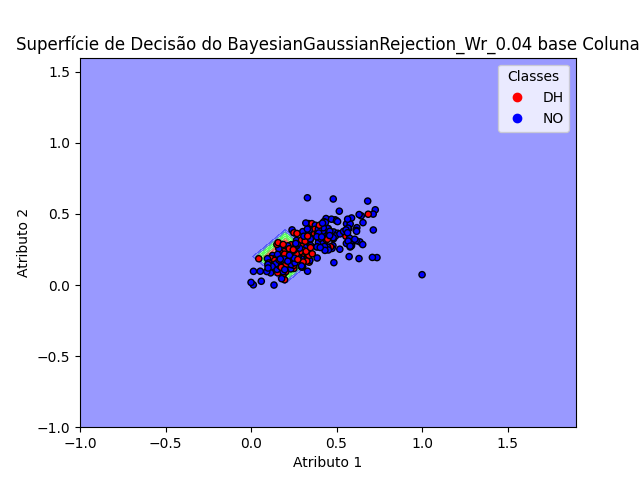 Superfície de Decisão do BayesianGaussianRejection_Wr_0.04 base Coluna
Classes
DH
NO
1.5
1.0
0.5
0.0
−0.5
−1.0
Atributo 2
−1.0 −0.5 0.0 0.5 1.0 1.5
Atributo 1